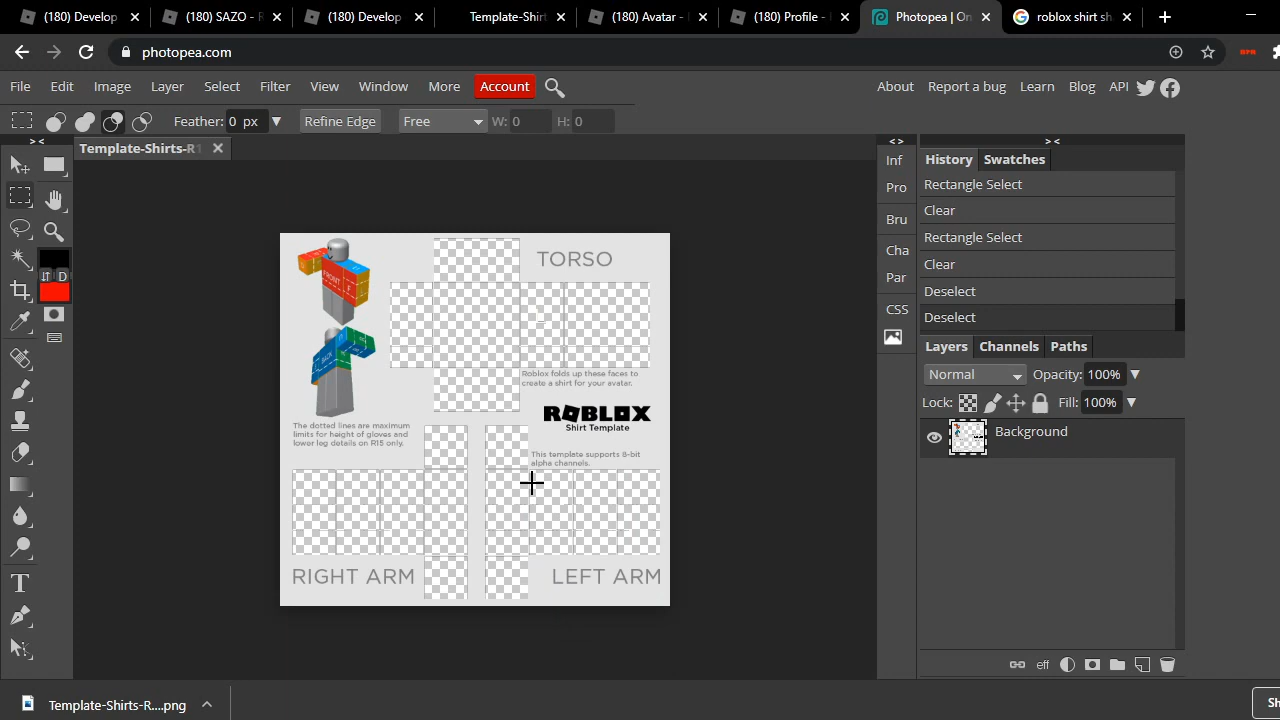 (180) Develop
(180) SAZO - R
(180) Develop
Template-Shirt
(180) Avatar -
(180) Profile -
Photopea | On
roblox shirt sh
photopea.com
File Edit Image Layer Select Filter View Window More Account
About Report a bug Learn Blog API
Feather: 0 px Refine Edge Free W: 0 H: 0
> < Template-Shirts-R1 < > > <
Inf
Pro
Bru
Cha
Par
CSS
History Swatches
Rectangle Select
Clear
Rectangle Select
Clear
Deselect
Deselect
Layers Channels Paths
Normal Opacity: 100%
Lock: Fill: 100%
Background
D
T
eff
TORSO
FRONT
F
BACK
Roblox folds up these faces to
create a shirt for your avatar.
ROBLOX
Shirt Template
The dotted lines are maximum
limits for height of gloves and
lower leg details on R15 only.
This template supports 8-bit
alpha channels.
RIGHT ARM LEFT ARM
Template-Shirts-R....png
Sh